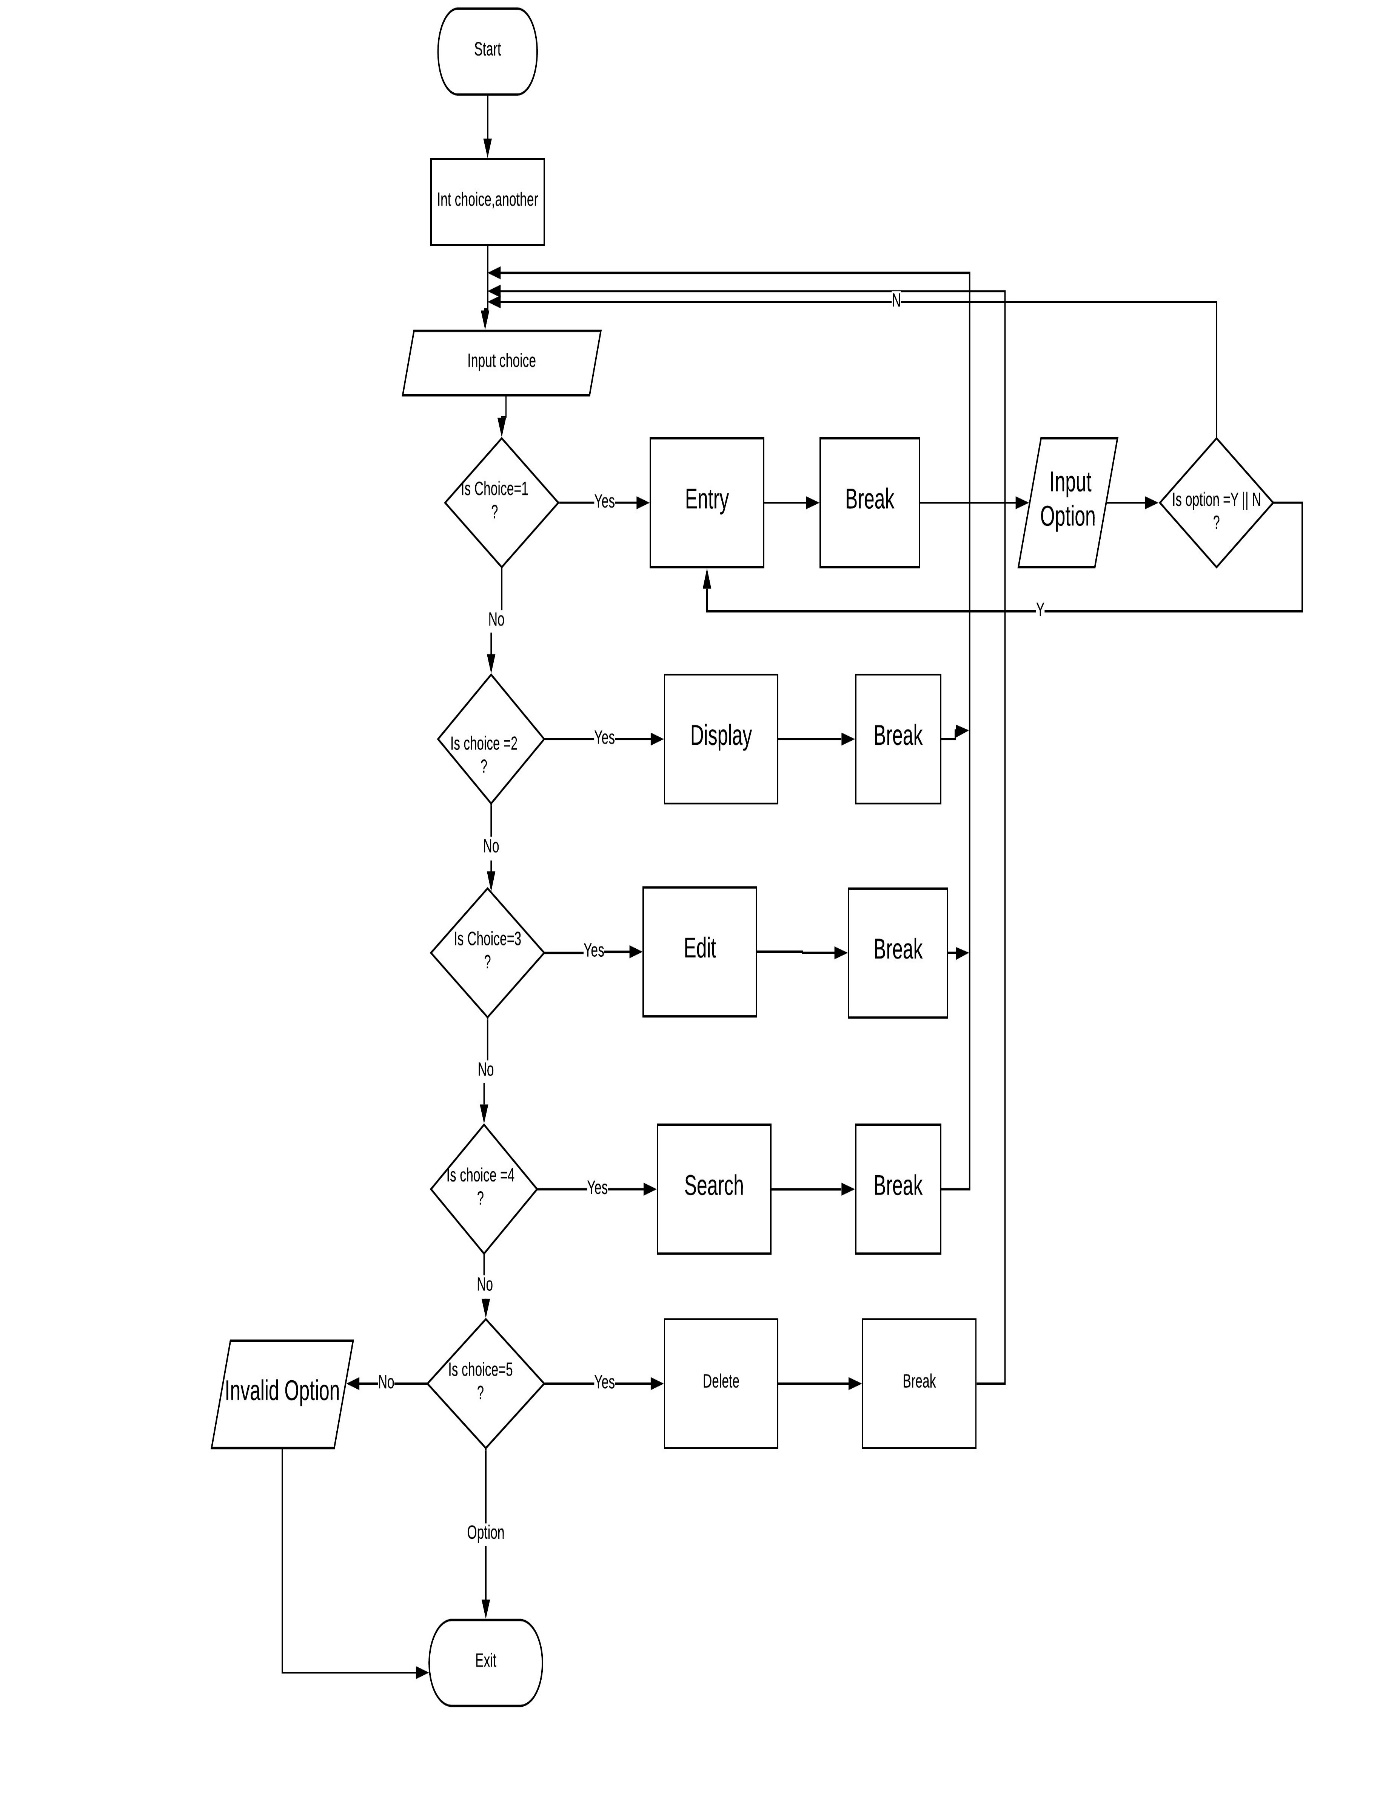 Start
Int choice,another
N
Input choice
Is Choice=1
?
Yes
Entry
Break
Input
Option
Is option =Y || N
?
Y
No
Is choice =2
?
Yes
Display
Break
No
Is Choice=3
?
Yes
Edit
Break
No
Is choice =4
?
Yes
Search
Break
No
Invalid Option
No
Is choice=5
?
Yes
Delete
Break
Option
Exit